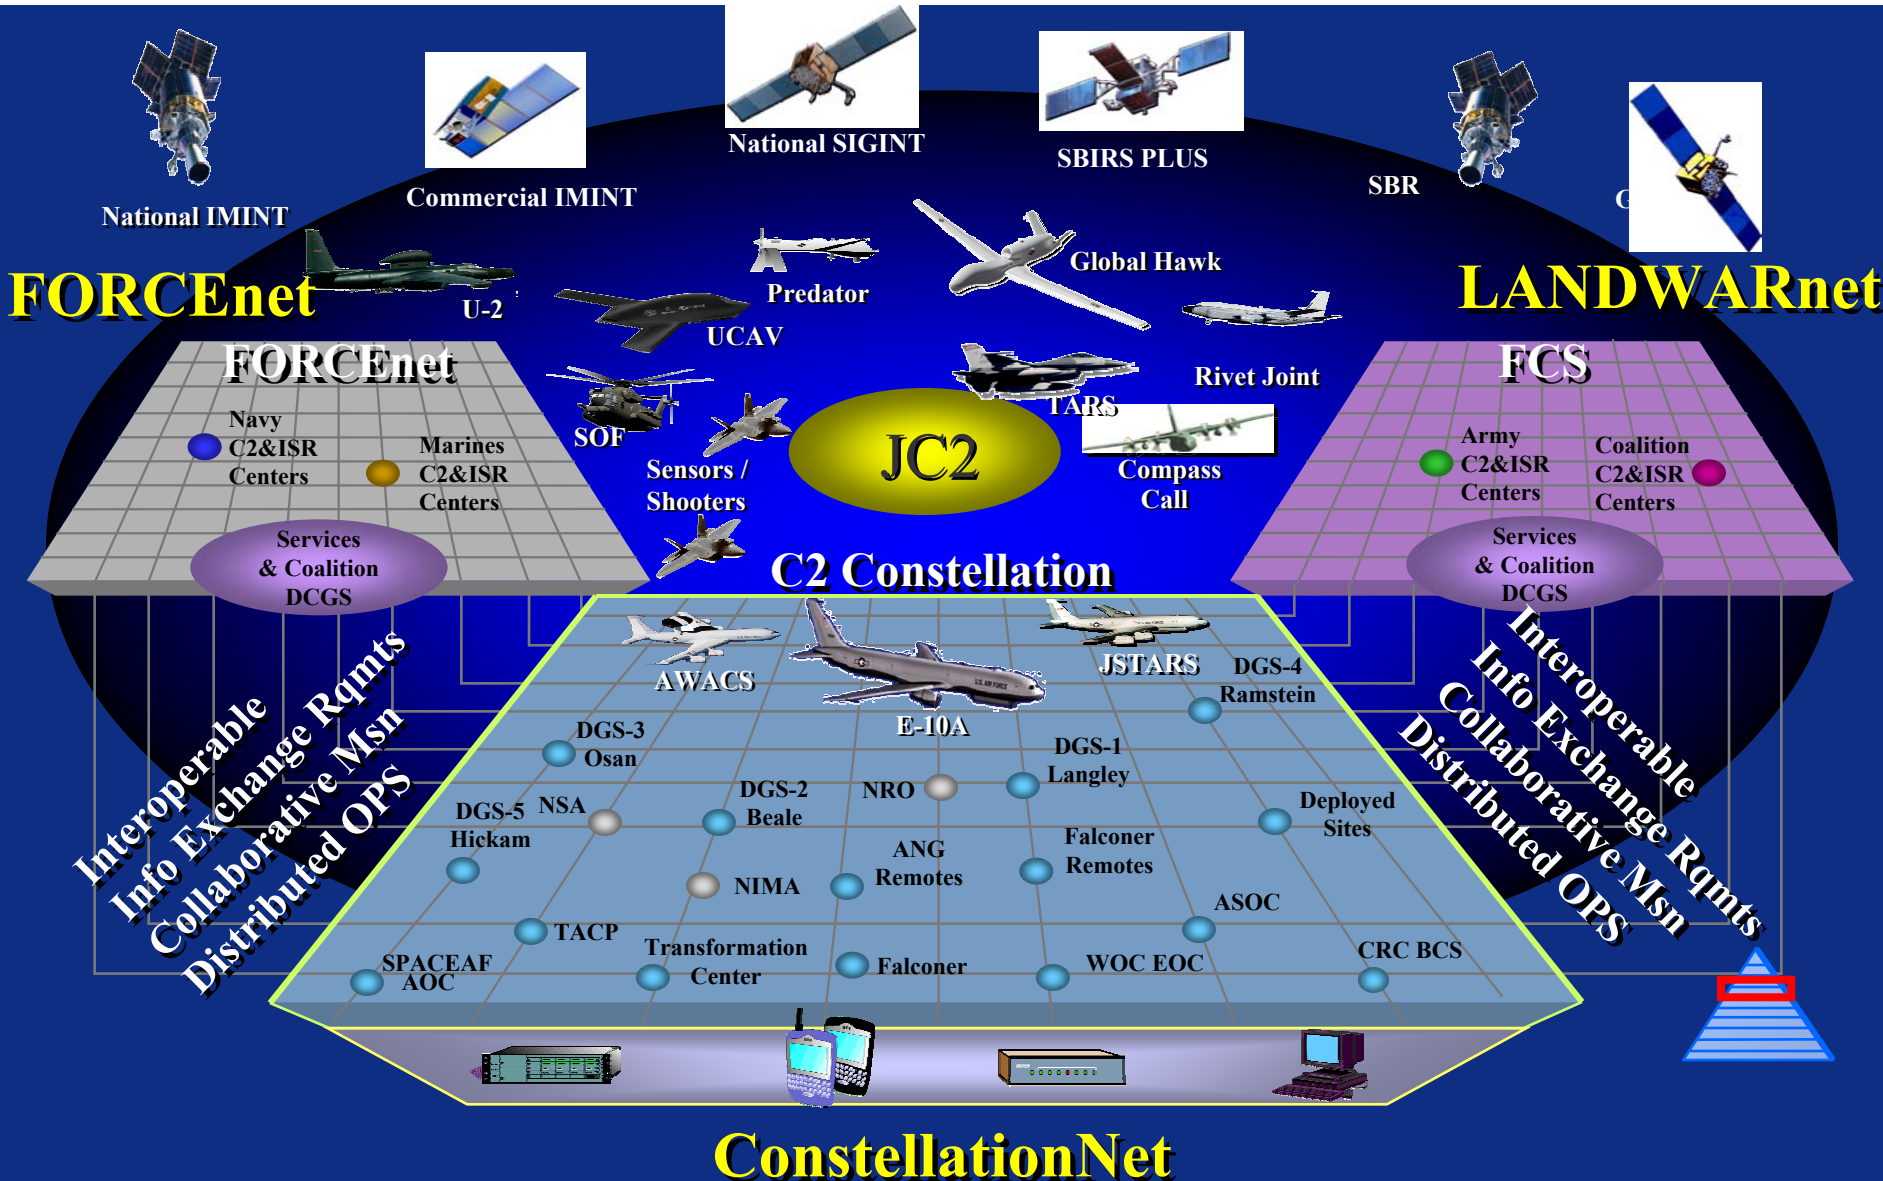 National SIGINT
SBIRS PLUS
SBR
National IMINT
Commercial IMINT
G
FORCEnet
LANDWARnet
U-2
Predator
Global Hawk
UCAV
FORCEnet
FCS
Rivet Joint
TARS
SOF
JC2
Sensors /
Shooters
Compass
Call
Navy
C2&ISR
Centers
Marines
C2&ISR
Centers
Services
& Coalition
DCGS
Army
C2&ISR
Centers
Coalition
C2&ISR
Centers
Services
& Coalition
DCGS
C2 Constellation
AWACS
E-10A
JSTARS
DGS-4
Ramstein
DGS-3
Osan
DGS-1
Langley
NRO
DGS-2
Beale
NSA
DGS-5
Hickam
Deployed
Sites
Falconer
Remotes
ANG
Remotes
NIMA
ASOC
TACP
Transformation
Center
Falconer
WOC EOC
CRC BCS
SPACEAF
AOC
Interoperable
Info Exchange Rqmts
Collaborative Msn
Distributed OPS
Interoperable
Info Exchange Rqmts
Collaborative Msn
Distributed OPS
ConstellationNet